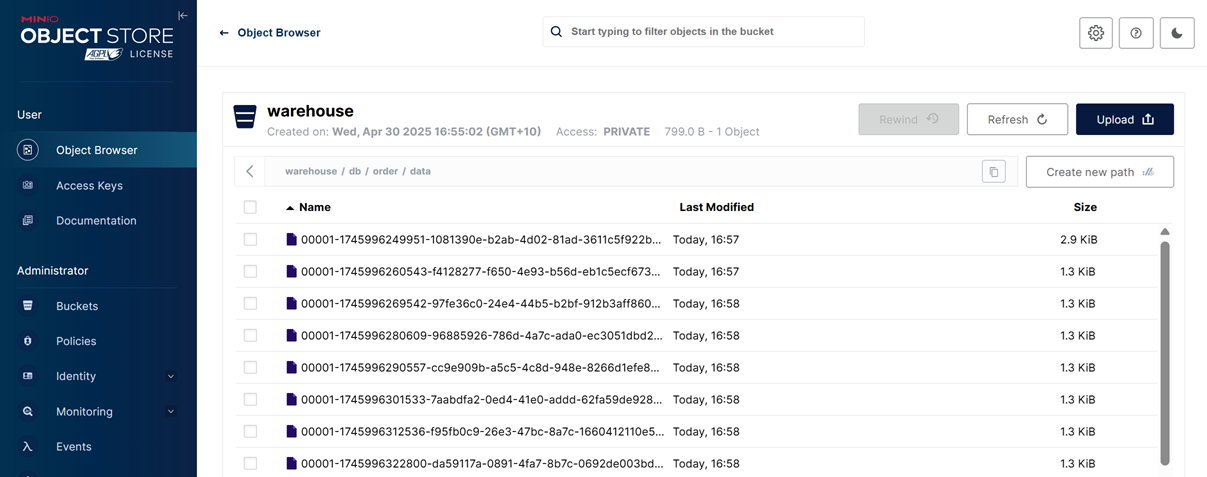 MINIO
OBJECT STORE
AGPLv3 LICENSE
User
Object Browser
Access Keys
Documentation
Administrator
Buckets
Policies
Identity
Monitoring
Events
← Object Browser
Start typing to filter objects in the bucket
warehouse
Created on: Wed, Apr 30 2025 16:55:02 (GMT+10) Access: PRIVATE 799.0 B - 1 Object
Rewind
Refresh
Upload
warehouse / db / order / data
Create new path
Name Last Modified Size
00001-1745996249951-1081390e-b2ab-4d02-81ad-3611c5f922b... Today, 16:57 2.9 KiB
00001-1745996260543-f4128277-f650-4e93-b56d-eb1c5ecf673... Today, 16:57 1.3 KiB
00001-1745996269542-97fe36c0-24e4-44b5-b2bf-912b3aff860... Today, 16:58 1.3 KiB
00001-1745996280609-96885926-786d-4a7c-ada0-ec3051dbd2... Today, 16:58 1.3 KiB
00001-1745996290557-cc9e909b-a5c5-4c8d-948e-8266d1efe8... Today, 16:58 1.3 KiB
00001-1745996301533-7aabdfa2-0ed4-41e0-addd-62fa59de928... Today, 16:58 1.3 KiB
00001-1745996312536-f95fb0c9-26e3-47bc-8a7c-1660412110e5... Today, 16:58 1.3 KiB
00001-1745996322800-da59117a-0891-4fa7-8b7c-0692de003bd... Today, 16:58 1.3 KiB